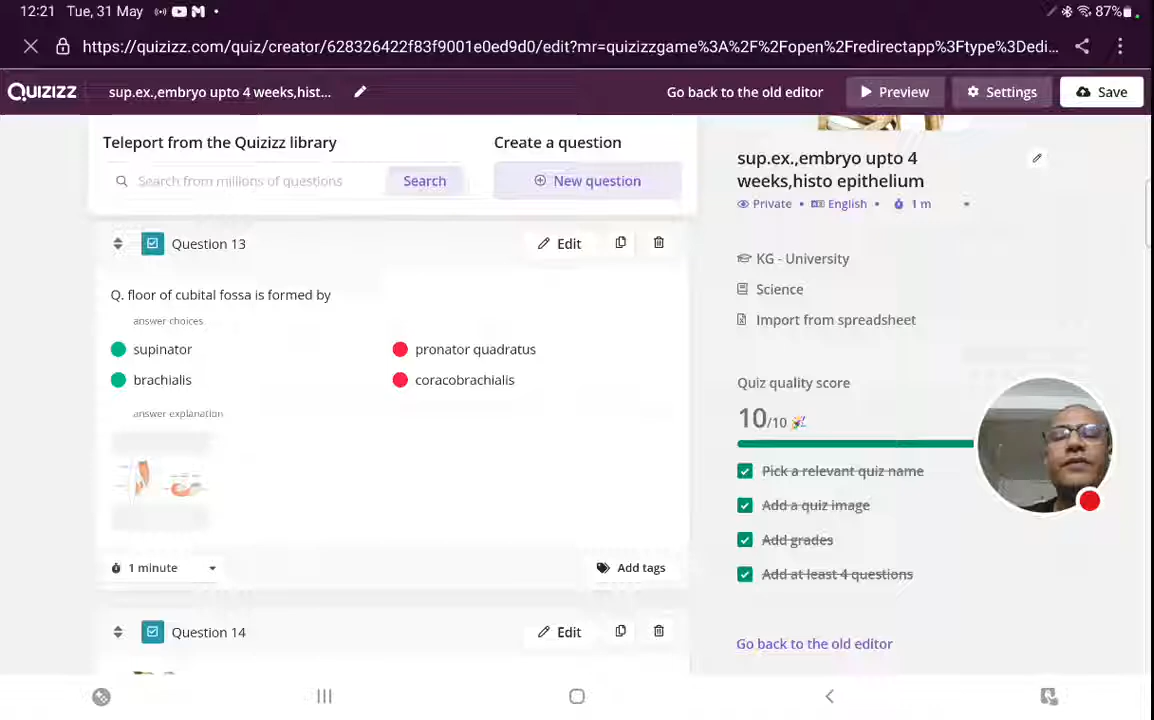 12:21 Tue, 31 May
87%
https://quizizz.com/quiz/creator/628326422f83f9001e0ed9d0/edit?mr=quizizzgame%3A%2F%2Fopen%2Fredirectapp%3Ftype%3Dedi...
QUIZIZZ sup.ex.,embryo upto 4 weeks,hist... Go back to the old editor Preview Settings Save
Teleport from the Quizizz library
Search from millions of questions Search
Create a question
New question
Question 13 Edit
Q. floor of cubital fossa is formed by
answer choices
supinator pronator quadratus
brachialis coracobrachialis
answer explanation
1 minute Add tags
Question 14 Edit
sup.ex.,embryo upto 4
weeks,histo epithelium
Private • English • 1 m
KG - University
Science
Import from spreadsheet
Quiz quality score
10/10
Pick a relevant quiz name
Add a quiz image
Add grades
Add at least 4 questions
Go back to the old editor